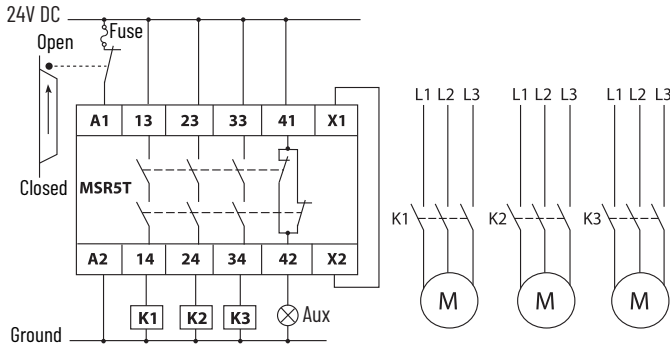 24V DC
Fuse
Open
L1 L2 L3
L1 L2 L3
L1 L2 L3
A1 13 23 33 41 X1
Closed
MSR5T
K1
K2
K3
A2 14 24 34 42 X2
K1 K2 K3 Aux
M
M
M
Ground